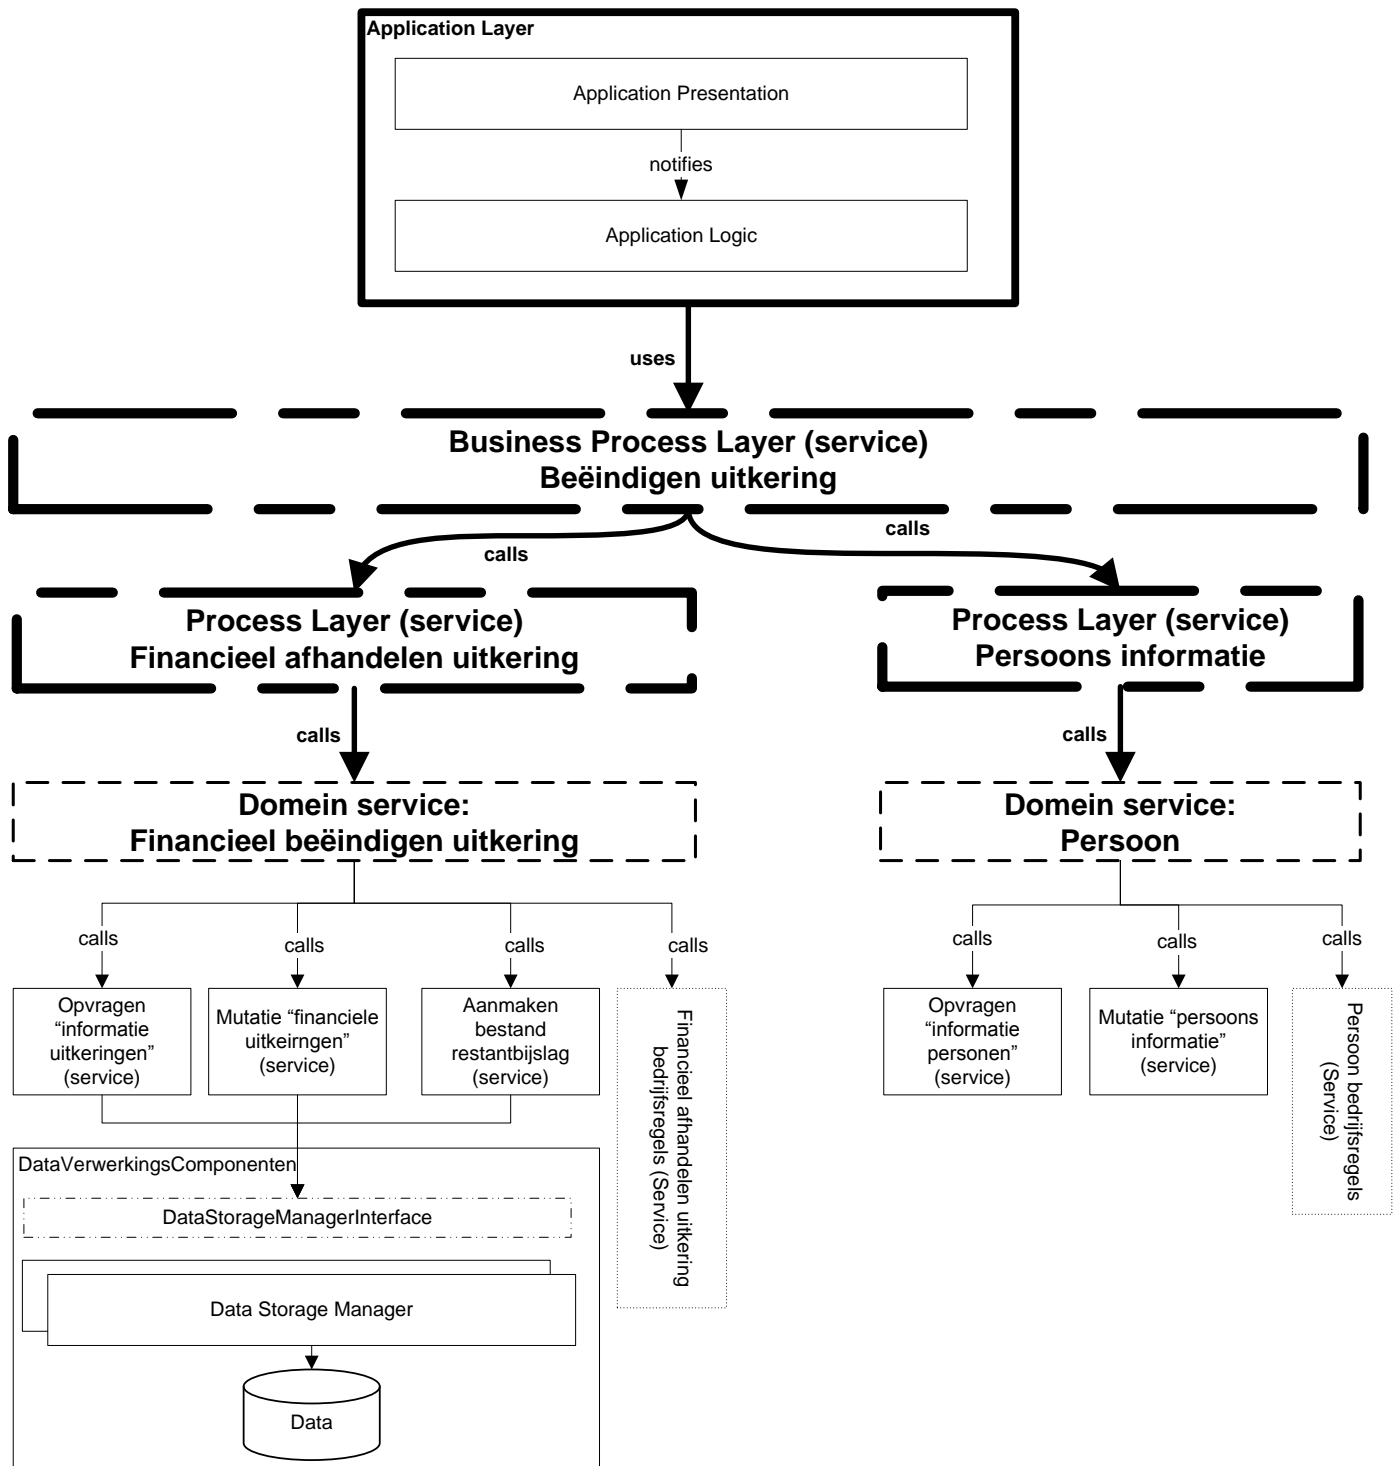 Application Layer
Application Presentation
notifies
Application Logic
uses
Business Process Layer (service)
Beëindigen uitkering
calls
calls
Process Layer (service)
Financieel afhandelen uitkering
Process Layer (service)
Persoons informatie
calls
calls
Domein service:
Financieel beëindigen uitkering
Domein service:
Persoon
calls
calls
calls
calls
calls
calls
calls
Opvragen
“informatie
uitkeringen”
(service)
Mutatie “financiele
uitkeirngen”
(service)
Aanmaken
bestand
restantbijslag
(service)
Financieel afhandelen uitkering
bedrijfsregels (Service)
Opvragen
“informatie
personen”
(service)
Mutatie “persoons
informatie”
(service)
Persoon bedrijfsregels
(Service)
DataVerwerkingsComponenten
DataStorageManagerInterface
Data Storage Manager
Data